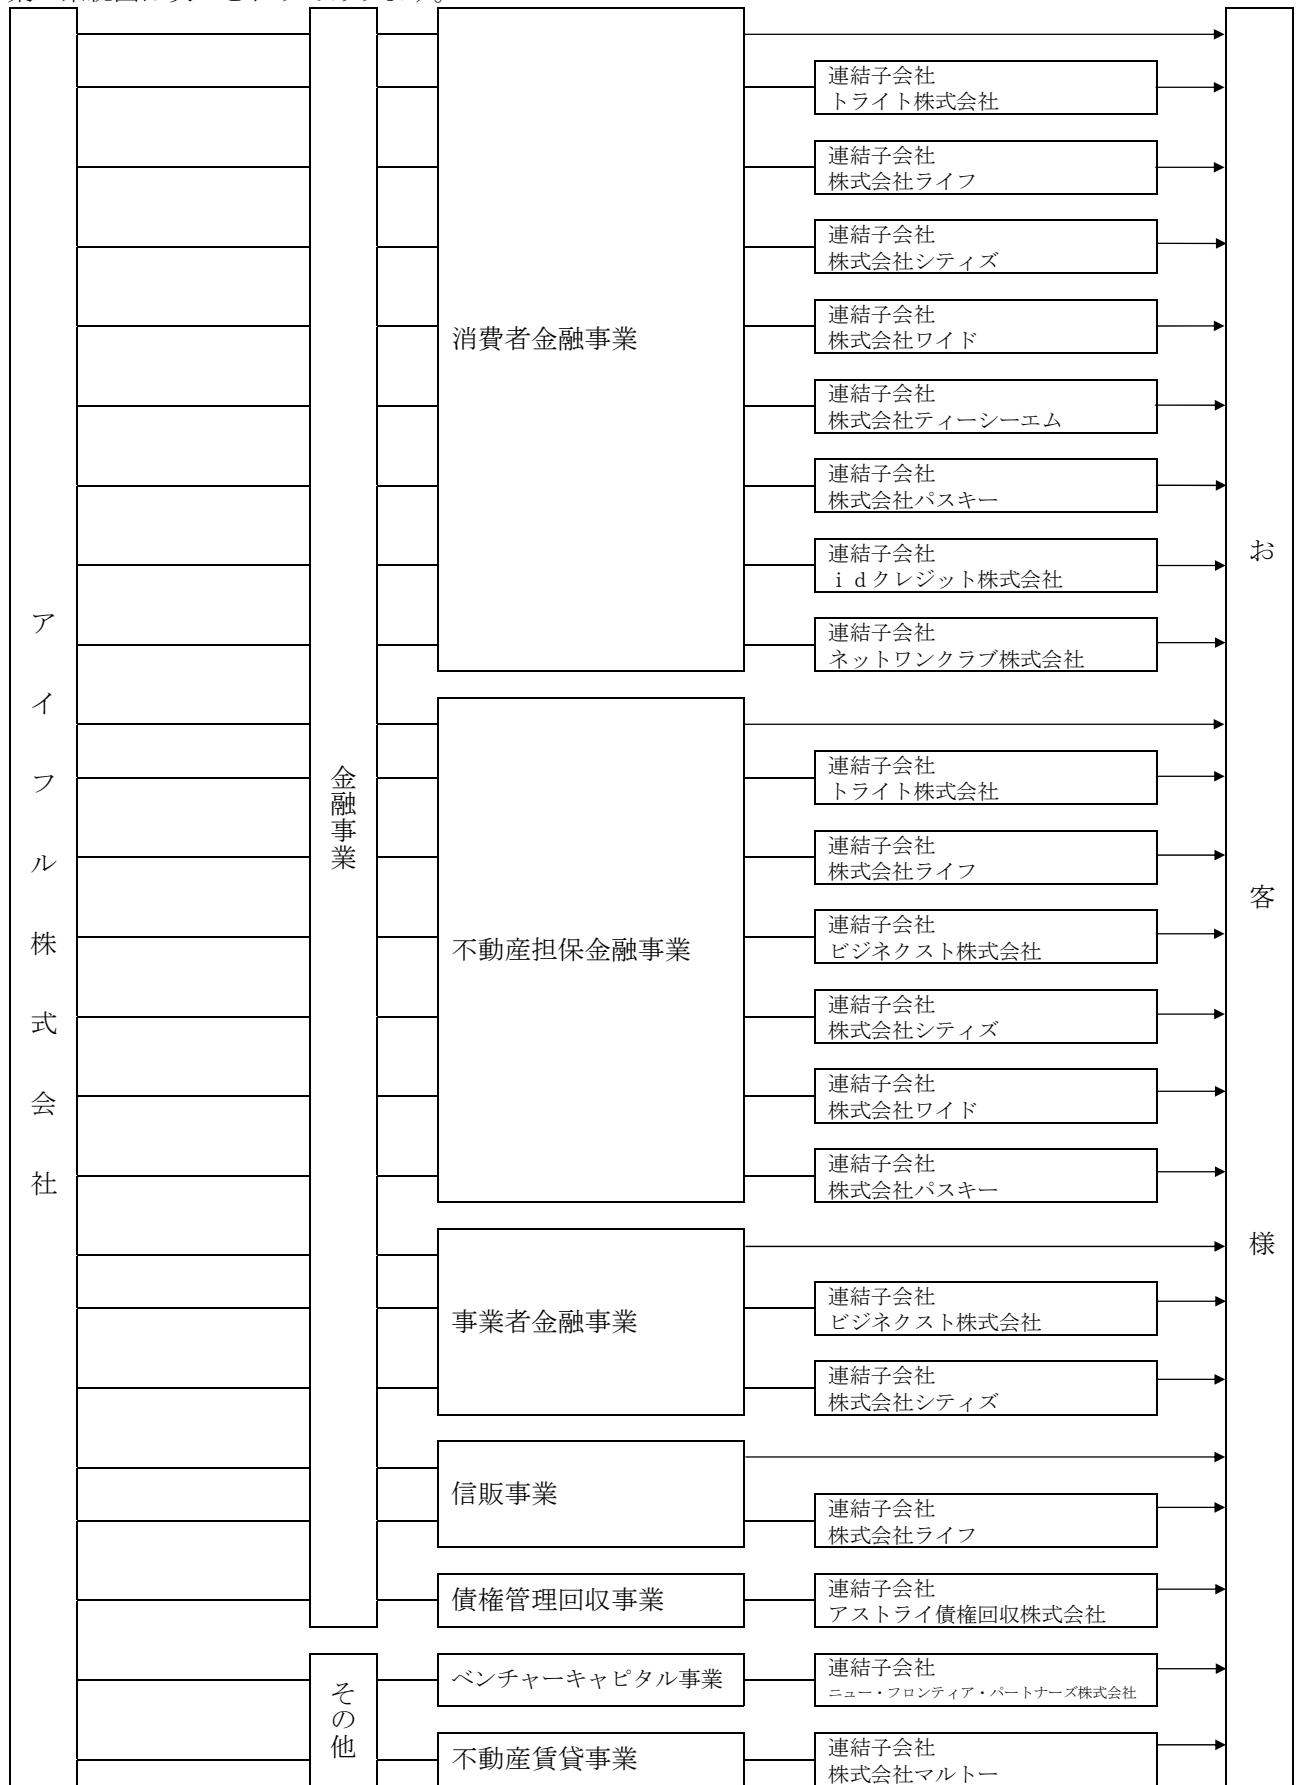 アイフル株式会社
金融事業
消費者金融事業
連結子会社
トライト株式会社
連結子会社
株式会社ライフ
連結子会社
株式会社シティズ
連結子会社
株式会社ワイド
連結子会社
株式会社ティーシーエム
連結子会社
株式会社パスキー
連結子会社
ｉｄクレジット株式会社
連結子会社
ネットワンクラブ株式会社
不動産担保金融事業
連結子会社
トライト株式会社
連結子会社
株式会社ライフ
連結子会社
ビジネクスト株式会社
連結子会社
株式会社シティズ
連結子会社
株式会社ワイド
連結子会社
株式会社パスキー
事業者金融事業
連結子会社
ビジネクスト株式会社
連結子会社
株式会社シティズ
信販事業
連結子会社
株式会社ライフ
債権管理回収事業
連結子会社
アストライ債権回収株式会社
その他
ベンチャーキャピタル事業
連結子会社
ニュー・フロンティア・パートナーズ株式会社
不動産賃貸事業
連結子会社
株式会社マルトー
お客様